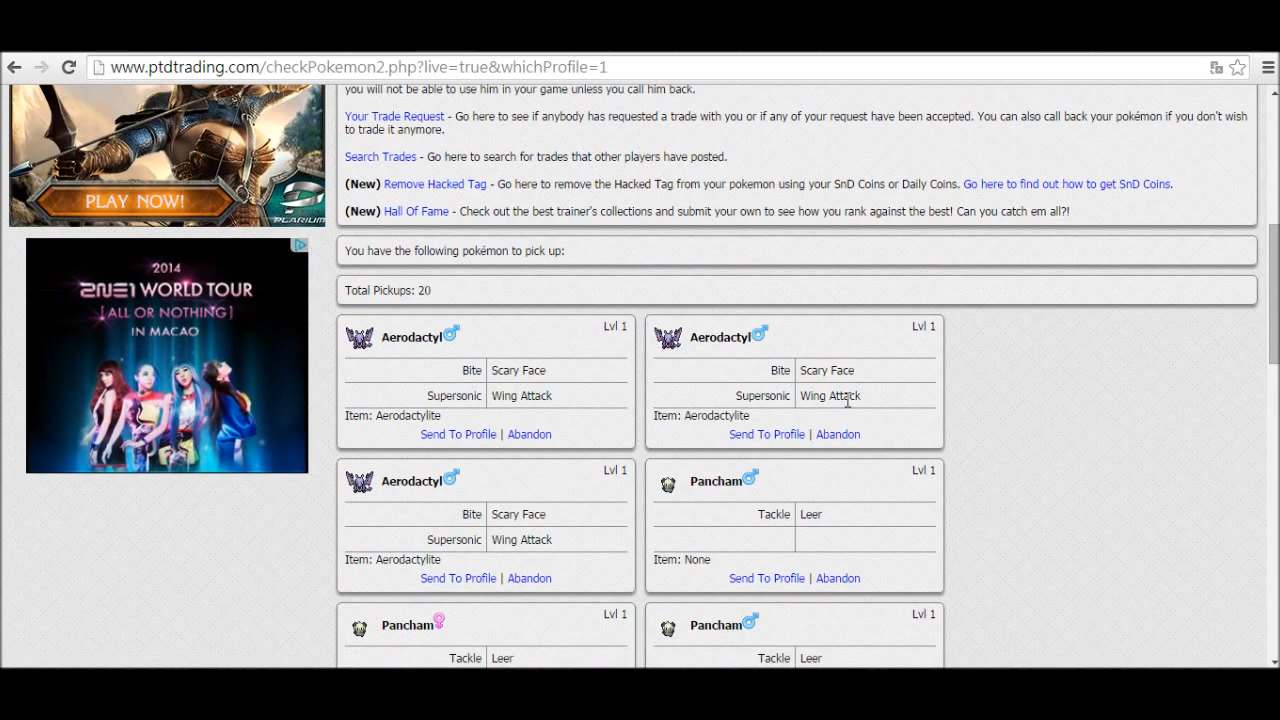 www.ptdtrading.com/checkPokemon2.php?live=true&whichProfile=1
you will not be able to use him in your game unless you call him back.
Your Trade Request - Go here to see if anybody has requested a trade with you or if any of your request have been accepted. You can also call back your pokémon if you don't wish
to trade it anymore.
Search Trades - Go here to search for trades that other players have posted.
(New) Remove Hacked Tag - Go here to remove the Hacked Tag from your pokemon using your SnD Coins or Daily Coins. Go here to find out how to get SnD Coins.
(New) Hall Of Fame - Check out the best trainer's collections and submit your own to see how you rank against the best! Can you catch em all?!
PLAY NOW!
PLARIUM
You have the following pokémon to pick up:
Total Pickups: 20
2014
2NE1 WORLD TOUR
[ALL OR NOTHING]
IN MACAO
Aerodactyl Lvl 1
Bite Scary Face
Supersonic Wing Attack
Item: Aerodactylite
Send To Profile | Abandon
Aerodactyl Lvl 1
Bite Scary Face
Supersonic Wing Attack
Item: Aerodactylite
Send To Profile | Abandon
Aerodactyl Lvl 1
Bite Scary Face
Supersonic Wing Attack
Item: Aerodactylite
Send To Profile | Abandon
Pancham Lvl 1
Tackle Leer
Item: None
Send To Profile | Abandon
Pancham Lvl 1
Tackle Leer
Pancham Lvl 1
Tackle Leer